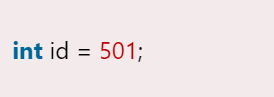 int id = 501;